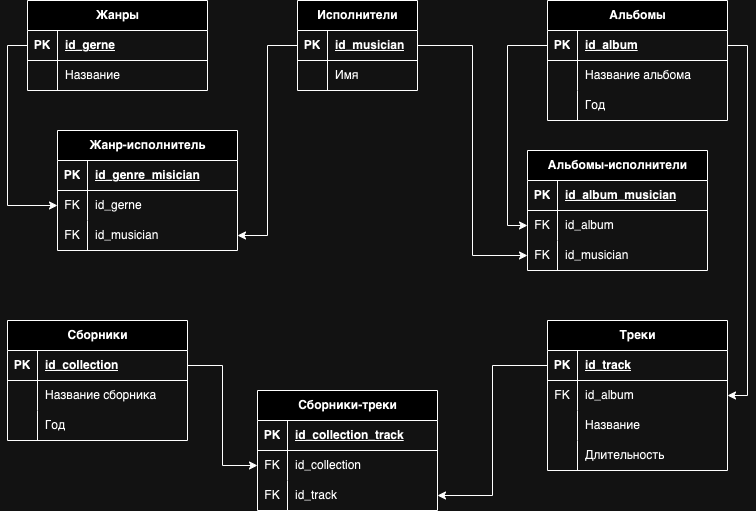 Жанры
PK id_gerne
Название
Исполнители
PK id_musician
Имя
Альбомы
PK id_album
Название альбома
Год
Жанр-исполнитель
PK id_genre_misician
FK id_gerne
FK id_musician
Альбомы-исполнители
PK id_album_musician
FK id_album
FK id_musician
Сборники
PK id_collection
Название сборника
Год
Сборники-треки
PK id_collection_track
FK id_collection
FK id_track
Треки
PK id_track
FK id_album
Название
Длительность